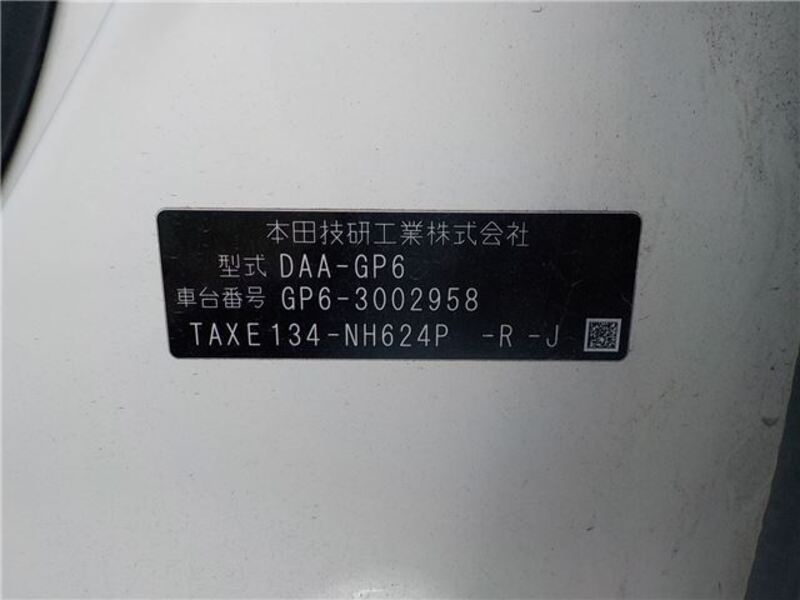 本田技研工業株式会社
型式 DAA-GP6
車台番号 GP6-3002958
TAXE134-NH624P -R -J